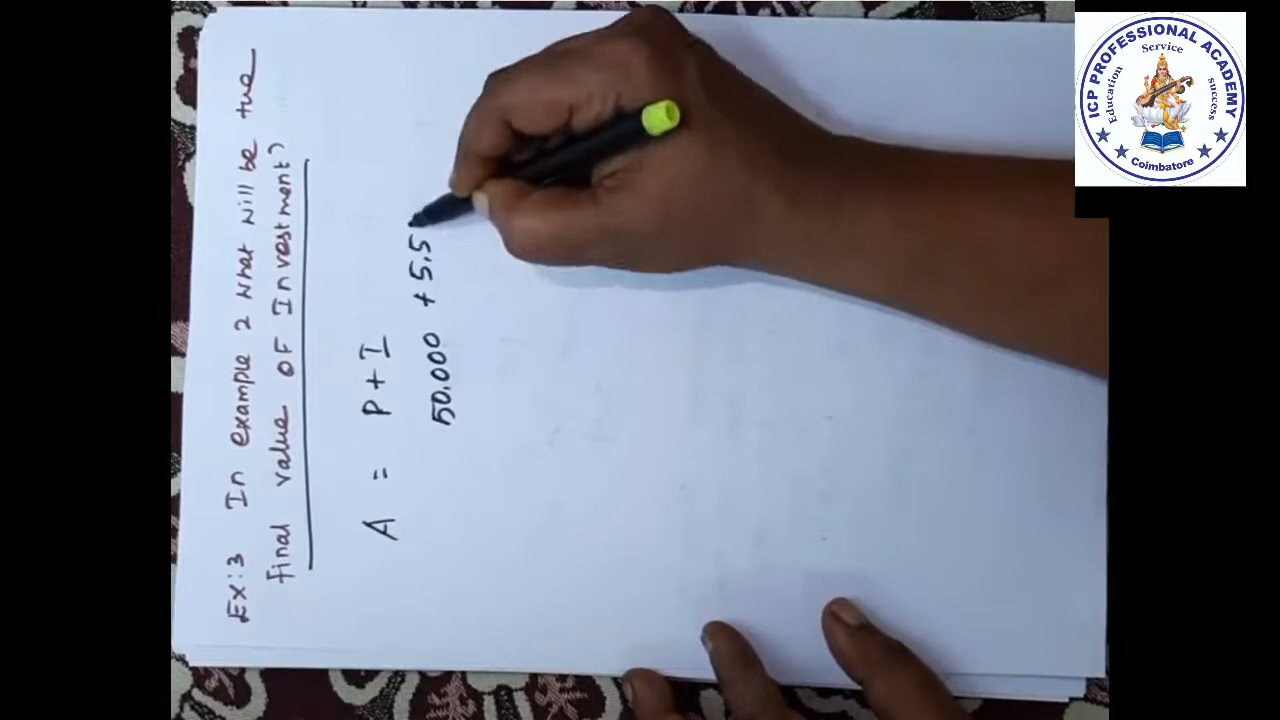 Ex:3 In example 2 What will be the
final value of Investment?
A = P + I
50,000 + 5,5
ICP PROFESSIONAL ACADEMY
Education Service success
Coimbatore